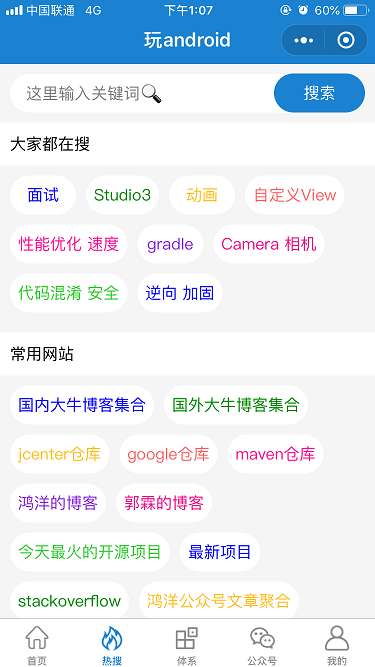 中国联通 4G 下午1:07 60%
玩android
这里输入关键词🔍 搜索
大家都在搜
面试 Studio3 动画 自定义View
性能优化 速度 gradle Camera 相机
代码混淆 安全 逆向 加固
常用网站
国内大牛博客集合 国外大牛博客集合
jcenter仓库 google仓库 maven仓库
鸿洋的博客 郭霖的博客
今天最火的开源项目 最新项目
stackoverflow 鸿洋公众号文章聚合
首页 热搜 体系 公众号 我的